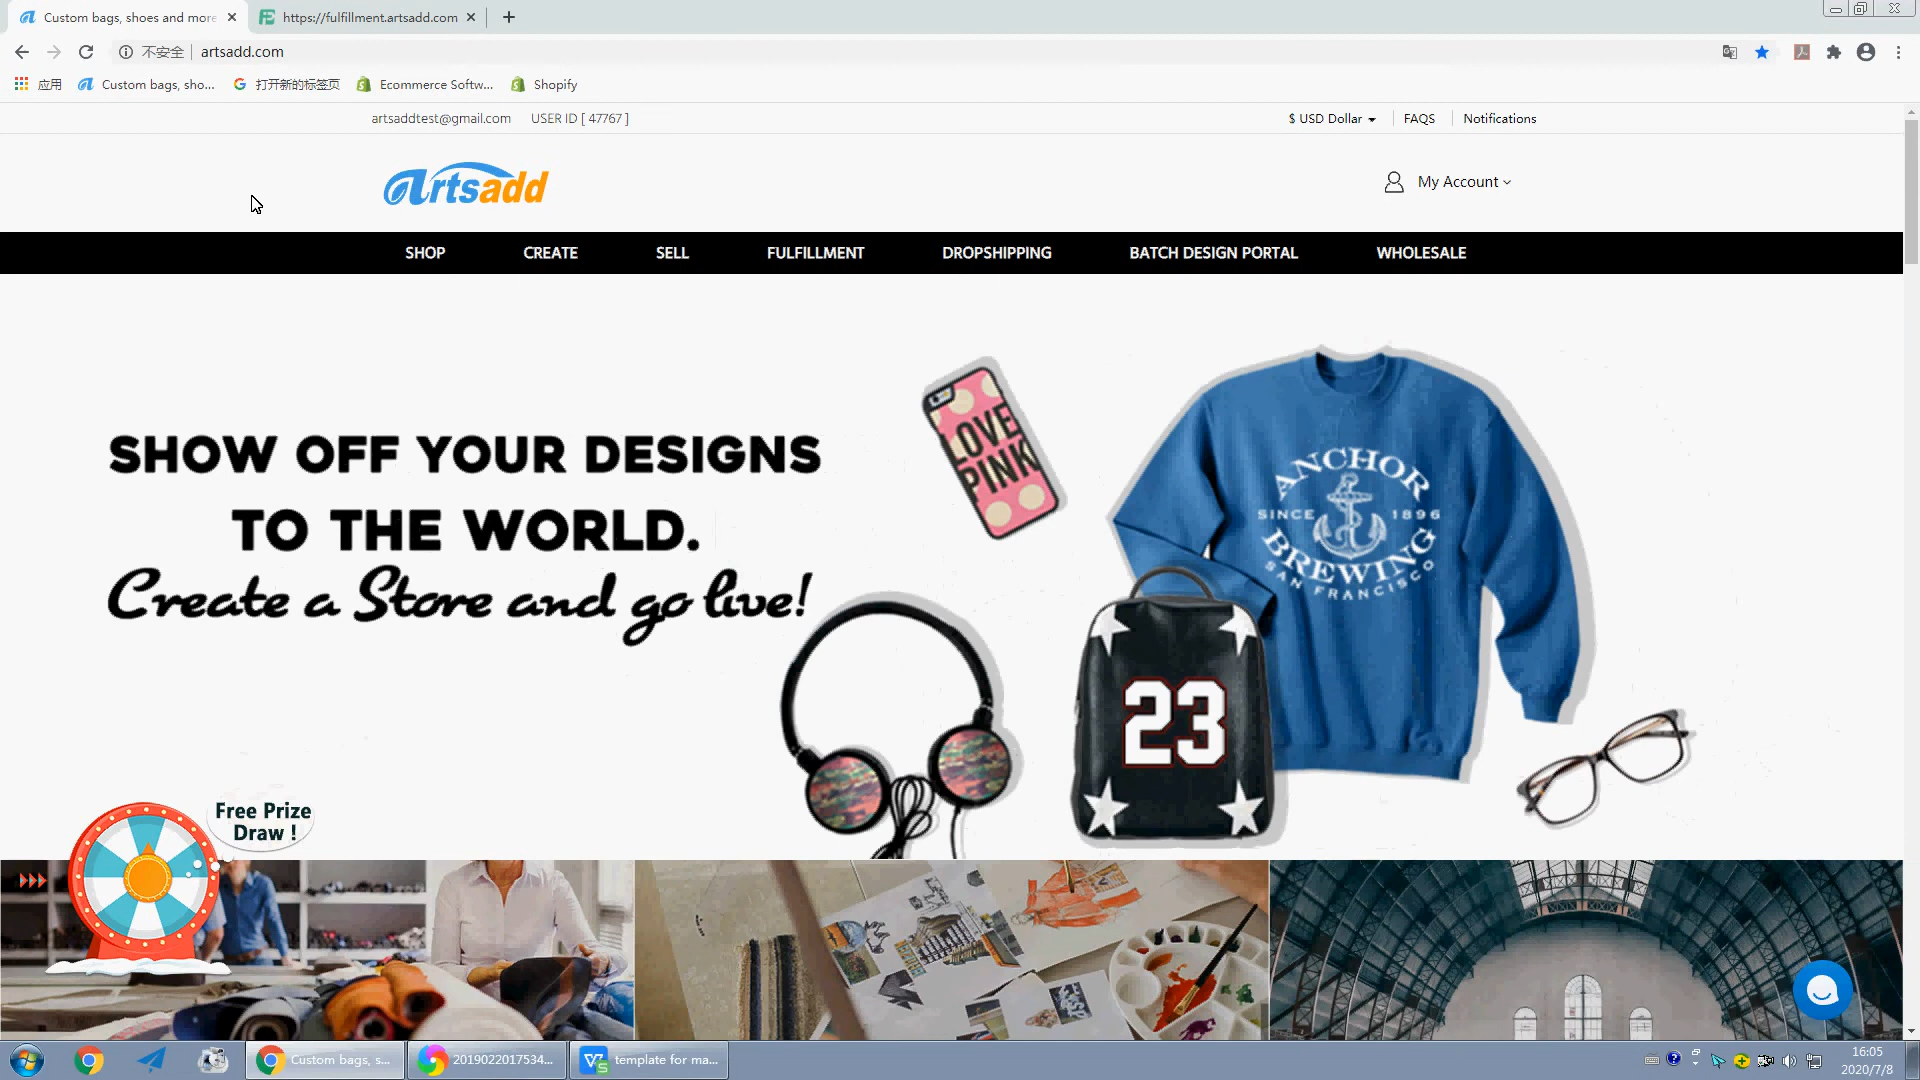 Custom bags, shoes and more
https://fulfillment.artsadd.com
不安全
artsadd.com
应用
Custom bags, sho...
打开新的标签页
Ecommerce Softw...
Shopify
artsaddtest@gmail.com
USER ID [ 47767 ]
$ USD Dollar
FAQS
Notifications
artsadd
My Account
SHOP
CREATE
SELL
FULFILLMENT
DROPSHIPPING
BATCH DESIGN PORTAL
WHOLESALE
SHOW OFF YOUR DESIGNS
TO THE WORLD.
Create a Store and go live!
LOVE
PINK
ANCHOR
SINCE 1896
BREWING
SAN FRANCISCO
23
Free Prize
Draw !
Custom bags, s...
2019022017534...
template for ma...
16:05
2020/7/8